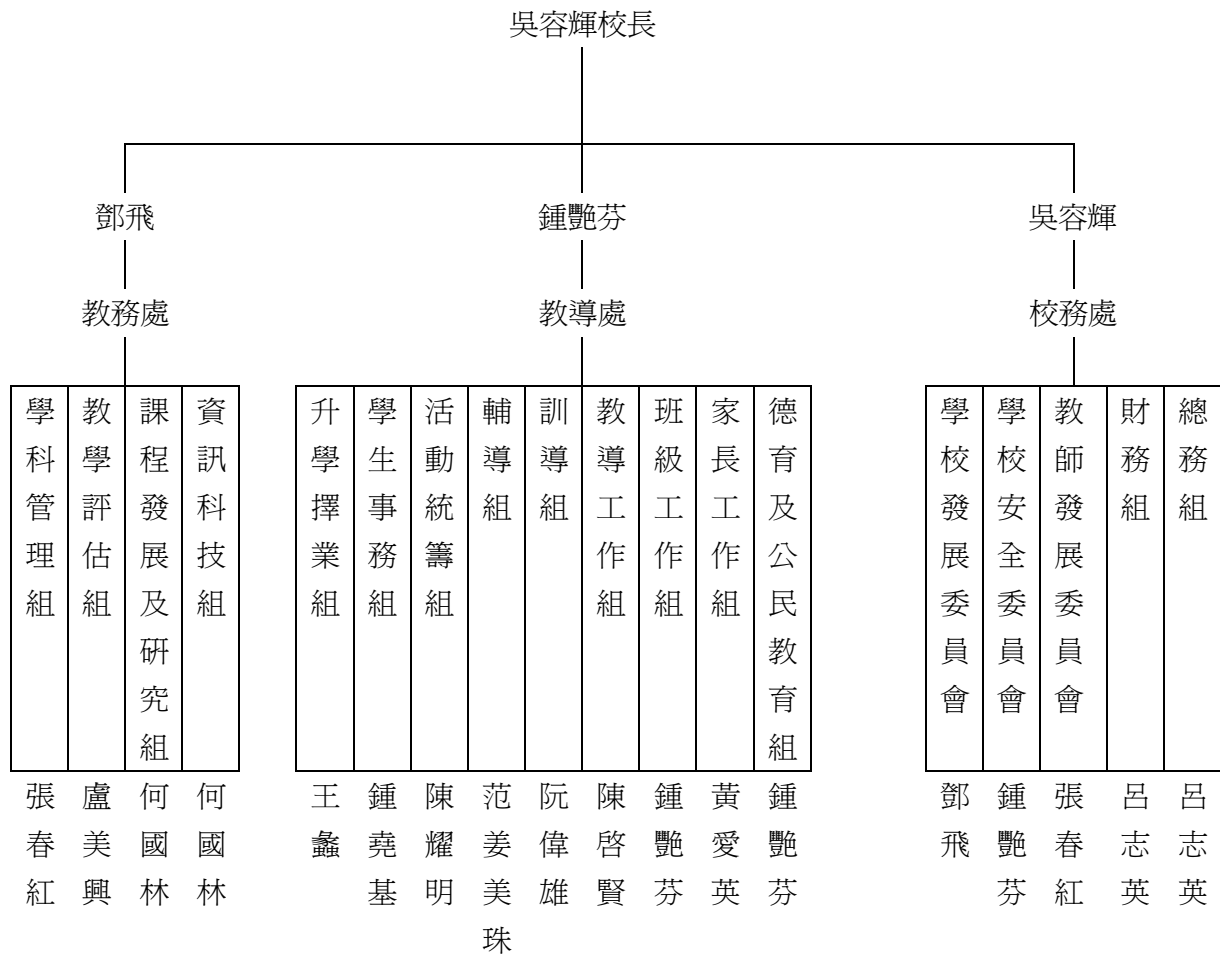 吳容輝校長
鄧飛
鍾艷芬
吳容輝
教務處
教導處
校務處
學科管理組
教學評估組
課程發展及研究組
資訊科技組
升學擇業組
學生事務組
活動統籌組
輔導組
訓導組
教導工作組
班級工作組
家長工作組
德育及公民教育組
學校發展委員會
學校安全委員會
教師發展委員會
財務組
總務組
張春紅
盧美興
何國林
何國林
王蠡
鍾堯基
陳耀明
范姜美珠
阮偉雄
陳啓賢
鍾艷芬
黃愛英
鍾艷芬
鄧飛
鍾艷芬
張春紅
呂志英
呂志英